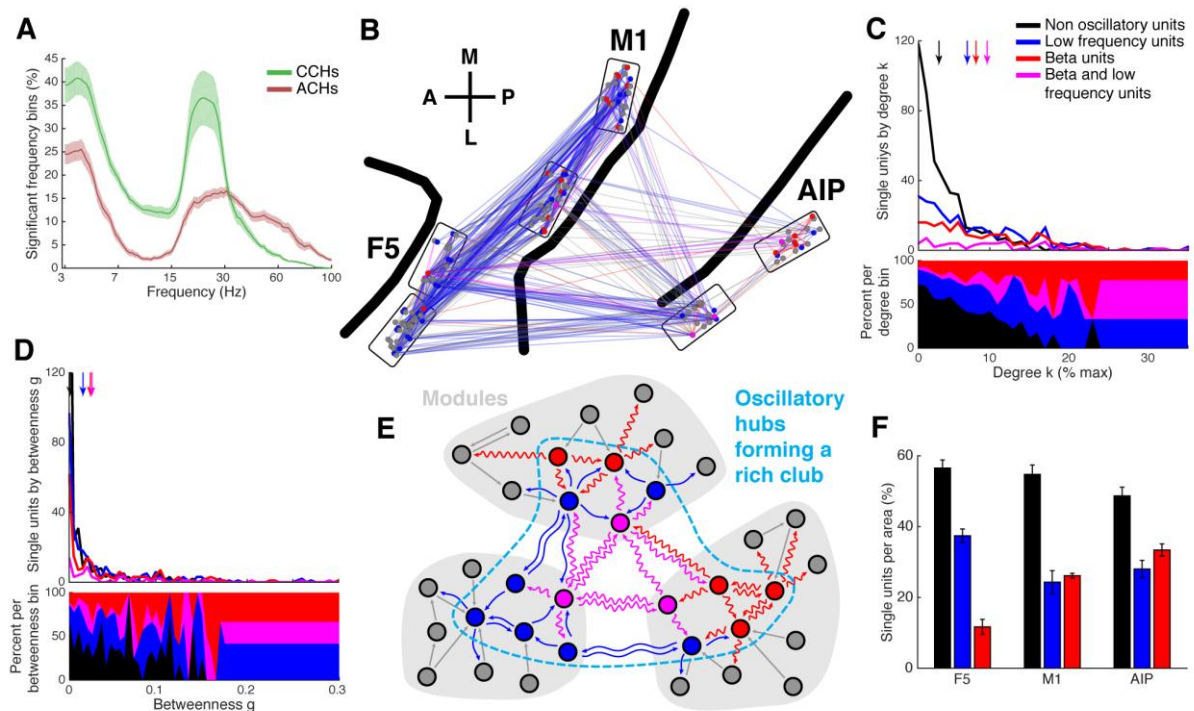 A
Significant frequency bins (%)
45
40
35
30
25
20
15
10
5
0
3
7
15
30
100
Frequency (Hz)
CCHs
ACHs
B
M
A
P
L
M1
AIP
F5
C
Single uniys by degree k
120
80
40
0
Non oscillatory units
Low frequency units
Beta units
Beta and low
frequency units
Percent per
degree bin
100
50
0
10
20
30
Degree k (% max)
D
Single units by betweenness g
120
80
40
0
Percent per
betweenness bin
100
50
0
0
0.1
0.2
0.3
Betweenness g
E
Modules
Oscillatory
hubs
forming a
rich club
F
Single units per area (%)
60
40
20
0
F5
M1
AIP